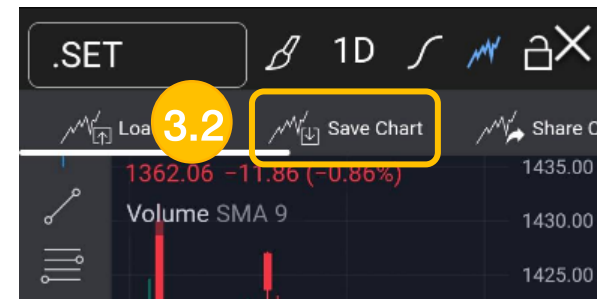 .SET 1D
Loa 3.2 Save Chart Share C
1362.06 −11.86 (−0.86%) 1435.00
Volume SMA 9 1430.00
1425.00